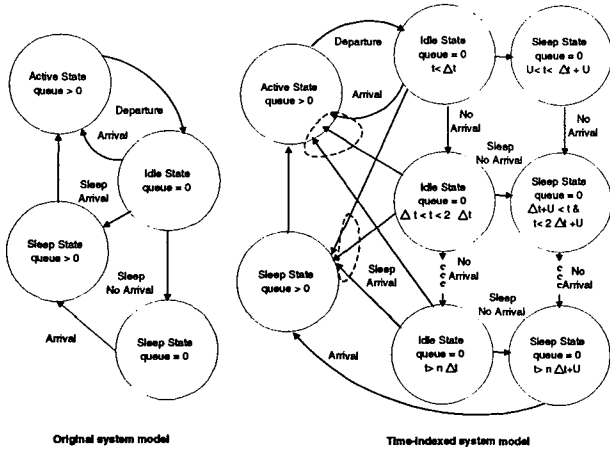 Active State
queue > 0
Departure
Arrival
Sleep
Arrival
Idle State
queue = 0
Sleep State
queue > 0
Sleep
No Arrival
Arrival
Sleep State
queue = 0
Original system model
Departure
Idle State
queue = 0
t< Δt
Sleep State
queue = 0
U< t< Δt + U
Active State
queue > 0
Arrival
No
Arrival
No
Arrival
Sleep
No Arrival
Idle State
queue = 0
Δ t < t < 2 Δt
Sleep State
queue = 0
Δt+U < t &
t< 2 Δt +U
Sleep State
queue > 0
Sleep
Arrival
No
Arrival
No
Arrival
Sleep
No Arrival
Arrival
Idle State
queue = 0
t> n Δt
Sleep State
queue = 0
t> n Δt+U
Time-indexed system model